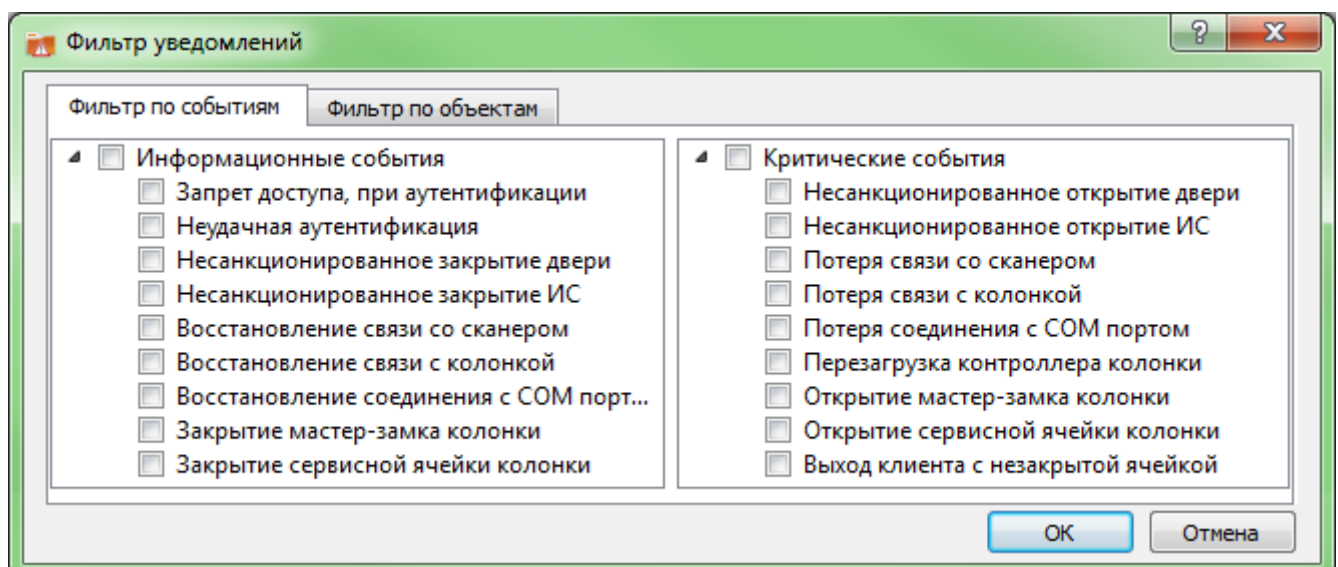 Фильтр уведомлений
?
Фильтр по событиям
Фильтр по объектам
Информационные события
Запрет доступа, при аутентификации
Неудачная аутентификация
Несанкционированное закрытие двери
Несанкционированное закрытие ИС
Восстановление связи со сканером
Восстановление связи с колонкой
Восстановление соединения с COM порт...
Закрытие мастер-замка колонки
Закрытие сервисной ячейки колонки
Критические события
Несанкционированное открытие двери
Несанкционированное открытие ИС
Потеря связи со сканером
Потеря связи с колонкой
Потеря соединения с COM портом
Перезагрузка контроллера колонки
Открытие мастер-замка колонки
Открытие сервисной ячейки колонки
Выход клиента с незакрытой ячейкой
OK
Отмена